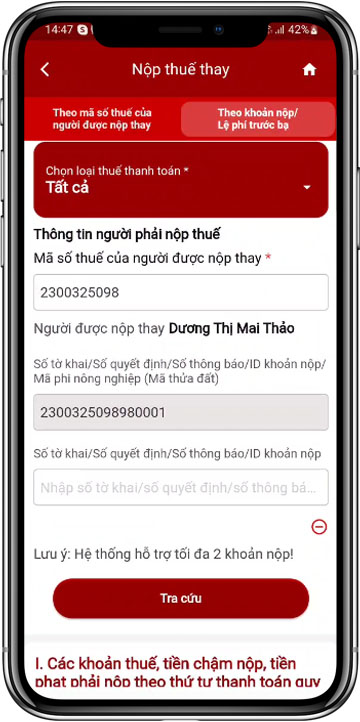 14:47 S 42%
Nộp thuế thay
Theo mã số thuế của
người được nộp thay
Theo khoản nộp/
Lệ phí trước bạ
Chọn loại thuế thanh toán *
Tất cả
Thông tin người phải nộp thuế
Mã số thuế của người được nộp thay *
2300325098
Người được nộp thay Dương Thị Mai Thảo
Số tờ khai/Số quyết định/Số thông báo/ID khoản nộp/
Mã phi nông nghiệp (Mã thửa đất)
2300325098980001
Số tờ khai/Số quyết định/Số thông báo/ID khoản nộp
Nhập số tờ khai/số quyết định/số thông bá...
Lưu ý: Hệ thống hỗ trợ tối đa 2 khoản nộp!
Tra cứu
I. Các khoản thuế, tiền chậm nộp, tiền
phạt phải nộp theo thứ tự thanh toán quy